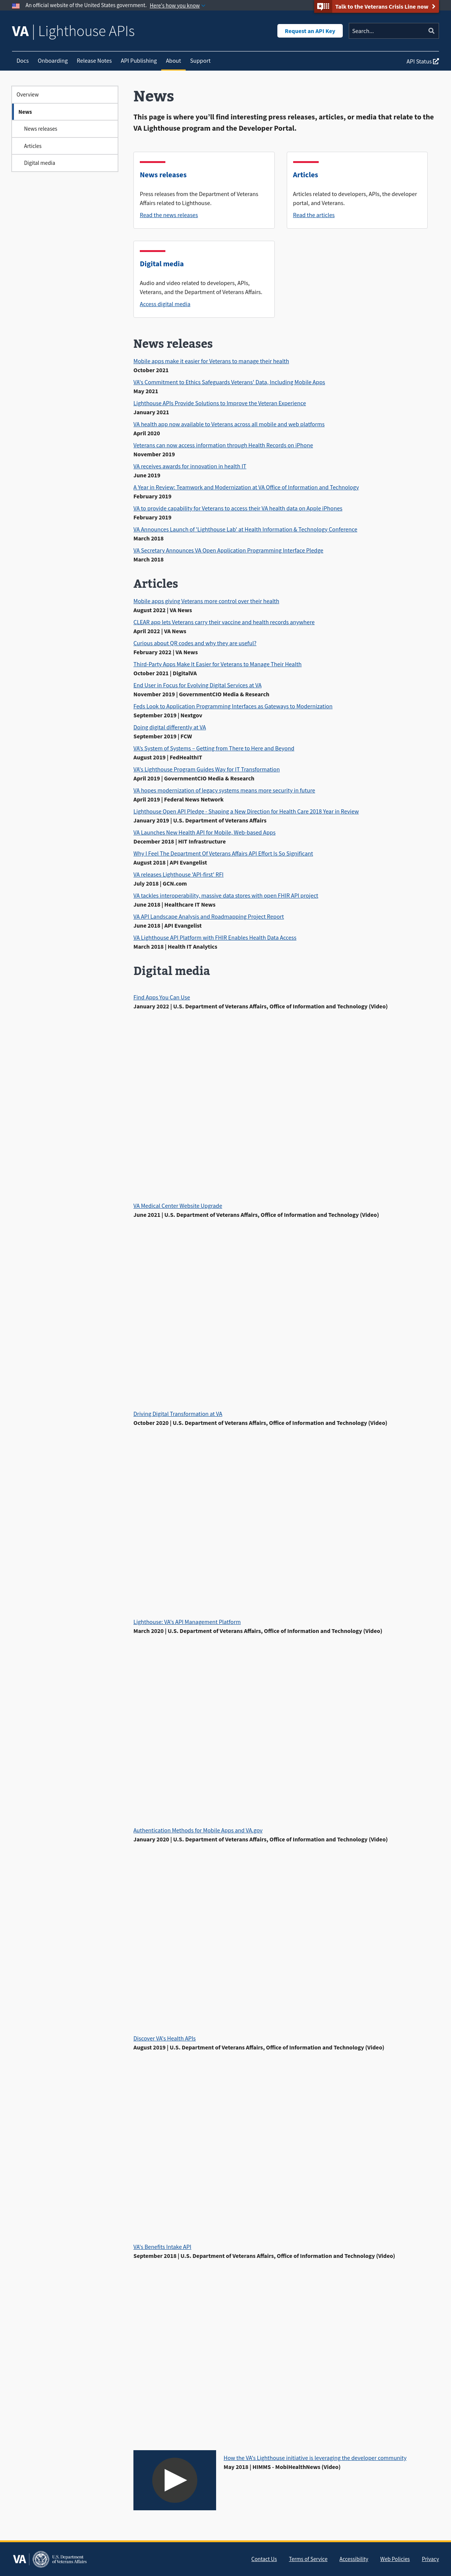 An official website of the United States government. Here's how you know
Talk to the Veterans Crisis Line now
VA | Lighthouse APIs
Request an API Key
Search...
Docs Onboarding Release Notes API Publishing About Support
API Status
Overview
News
News releases
Articles
Digital media
News
This page is where you'll find interesting press releases, articles, or media that relate to the
VA Lighthouse program and the Developer Portal.
News releases
Press releases from the Department of Veterans
Affairs related to Lighthouse.
Read the news releases
Articles
Articles related to developers, APIs, the developer
portal, and Veterans.
Read the articles
Digital media
Audio and video related to developers, APIs,
Veterans, and the Department of Veterans Affairs.
Access digital media
News releases
Mobile apps make it easier for Veterans to manage their health
October 2021
VA's Commitment to Ethics Safeguards Veterans' Data, Including Mobile Apps
May 2021
Lighthouse APIs Provide Solutions to Improve the Veteran Experience
January 2021
VA health app now available to Veterans across all mobile and web platforms
April 2020
Veterans can now access information through Health Records on iPhone
November 2019
VA receives awards for innovation in health IT
June 2019
A Year in Review: Teamwork and Modernization at VA Office of Information and Technology
February 2019
VA to provide capability for Veterans to access their VA health data on Apple iPhones
February 2019
VA Announces Launch of 'Lighthouse Lab' at Health Information & Technology Conference
March 2018
VA Secretary Announces VA Open Application Programming Interface Pledge
March 2018
Articles
Mobile apps giving Veterans more control over their health
August 2022 | VA News
CLEAR app lets Veterans carry their vaccine and health records anywhere
April 2022 | VA News
Curious about QR codes and why they are useful?
February 2022 | VA News
Third-Party Apps Make It Easier for Veterans to Manage Their Health
October 2021 | DigitalVA
End User in Focus for Evolving Digital Services at VA
November 2019 | GovernmentCIO Media & Research
Feds Look to Application Programming Interfaces as Gateways to Modernization
September 2019 | Nextgov
Doing digital differently at VA
September 2019 | FCW
VA's System of Systems – Getting from There to Here and Beyond
August 2019 | FedHealthIT
VA's Lighthouse Program Guides Way for IT Transformation
April 2019 | GovernmentCIO Media & Research
VA hopes modernization of legacy systems means more security in future
April 2019 | Federal News Network
Lighthouse Open API Pledge - Shaping a New Direction for Health Care 2018 Year in Review
January 2019 | U.S. Department of Veterans Affairs
VA Launches New Health API for Mobile, Web-based Apps
December 2018 | HIT Infrastructure
Why I Feel The Department Of Veterans Affairs API Effort Is So Significant
August 2018 | API Evangelist
VA releases Lighthouse 'API-first' RFI
July 2018 | GCN.com
VA tackles interoperability, massive data stores with open FHIR API project
June 2018 | Healthcare IT News
VA API Landscape Analysis and Roadmapping Project Report
June 2018 | API Evangelist
VA Lighthouse API Platform with FHIR Enables Health Data Access
March 2018 | Health IT Analytics
Digital media
Find Apps You Can Use
January 2022 | U.S. Department of Veterans Affairs, Office of Information and Technology (Video)
VA Medical Center Website Upgrade
June 2021 | U.S. Department of Veterans Affairs, Office of Information and Technology (Video)
Driving Digital Transformation at VA
October 2020 | U.S. Department of Veterans Affairs, Office of Information and Technology (Video)
Lighthouse: VA's API Management Platform
March 2020 | U.S. Department of Veterans Affairs, Office of Information and Technology (Video)
Authentication Methods for Mobile Apps and VA.gov
January 2020 | U.S. Department of Veterans Affairs, Office of Information and Technology (Video)
Discover VA's Health APIs
August 2019 | U.S. Department of Veterans Affairs, Office of Information and Technology (Video)
VA's Benefits Intake API
September 2018 | U.S. Department of Veterans Affairs, Office of Information and Technology (Video)
How the VA's Lighthouse initiative is leveraging the developer community
May 2018 | HIMMS - MobiHealthNews (Video)
VA | U.S. Department
of Veterans Affairs
Contact Us Terms of Service Accessibility Web Policies Privacy